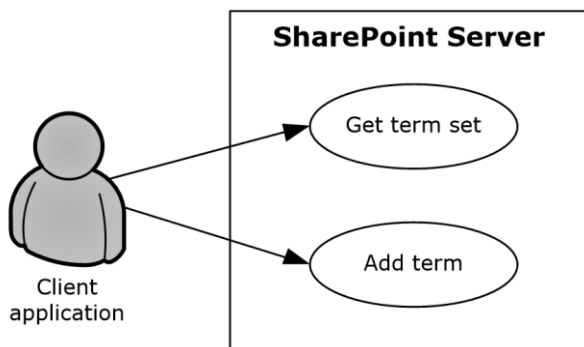 SharePoint Server
Get term set
Add term
Client
application